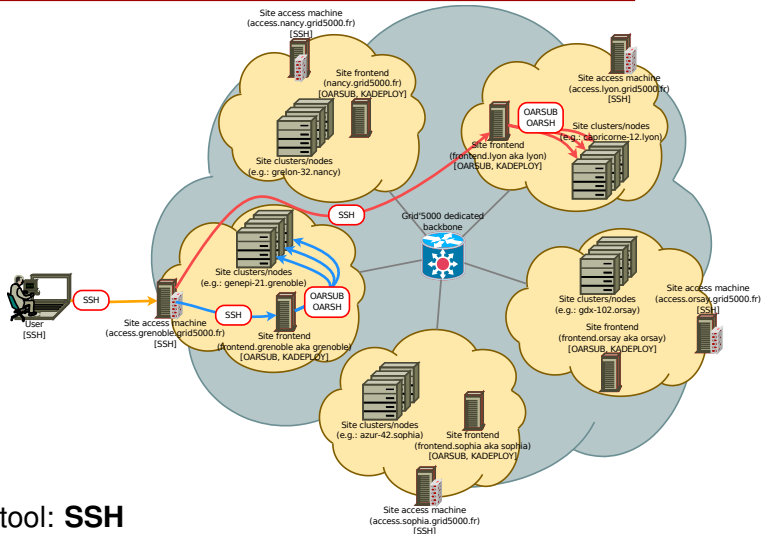 Site access machine
(access.nancy.grid5000.fr)
[SSH]
Site frontend
(nancy.grid5000.fr)
[OARSUB, KADEPLOY]
Site clusters/nodes
(e.g.: grelon-32.nancy)
Site access machine
(access.lyon.grid5000.fr)
[SSH]
OARSUB
OARSH
Site clusters/nodes
(e.g.: capricorne-12.lyon)
Site frontend
(frontend.lyon aka lyon)
[OARSUB, KADEPLOY]
SSH
Grid'5000 dedicated
backbone
Site clusters/nodes
(e.g.: genepi-21.grenoble)
OARSUB
OARSH
SSH
SSH
User
[SSH]
Site access machine
(access.grenoble.grid5000.fr)
[SSH]
Site frontend
(frontend.grenoble aka grenoble)
[OARSUB, KADEPLOY]
Site clusters/nodes
(e.g.: gdx-102.orsay)
Site access machine
(access.orsay.grid5000.fr)
[SSH]
Site frontend
(frontend.orsay aka orsay)
[OARSUB, KADEPLOY]
Site clusters/nodes
(e.g.: azur-42.sophia)
Site frontend
(frontend.sophia aka sophia)
[OARSUB, KADEPLOY]
Site access machine
(access.sophia.grid5000.fr)
[SSH]
tool: SSH